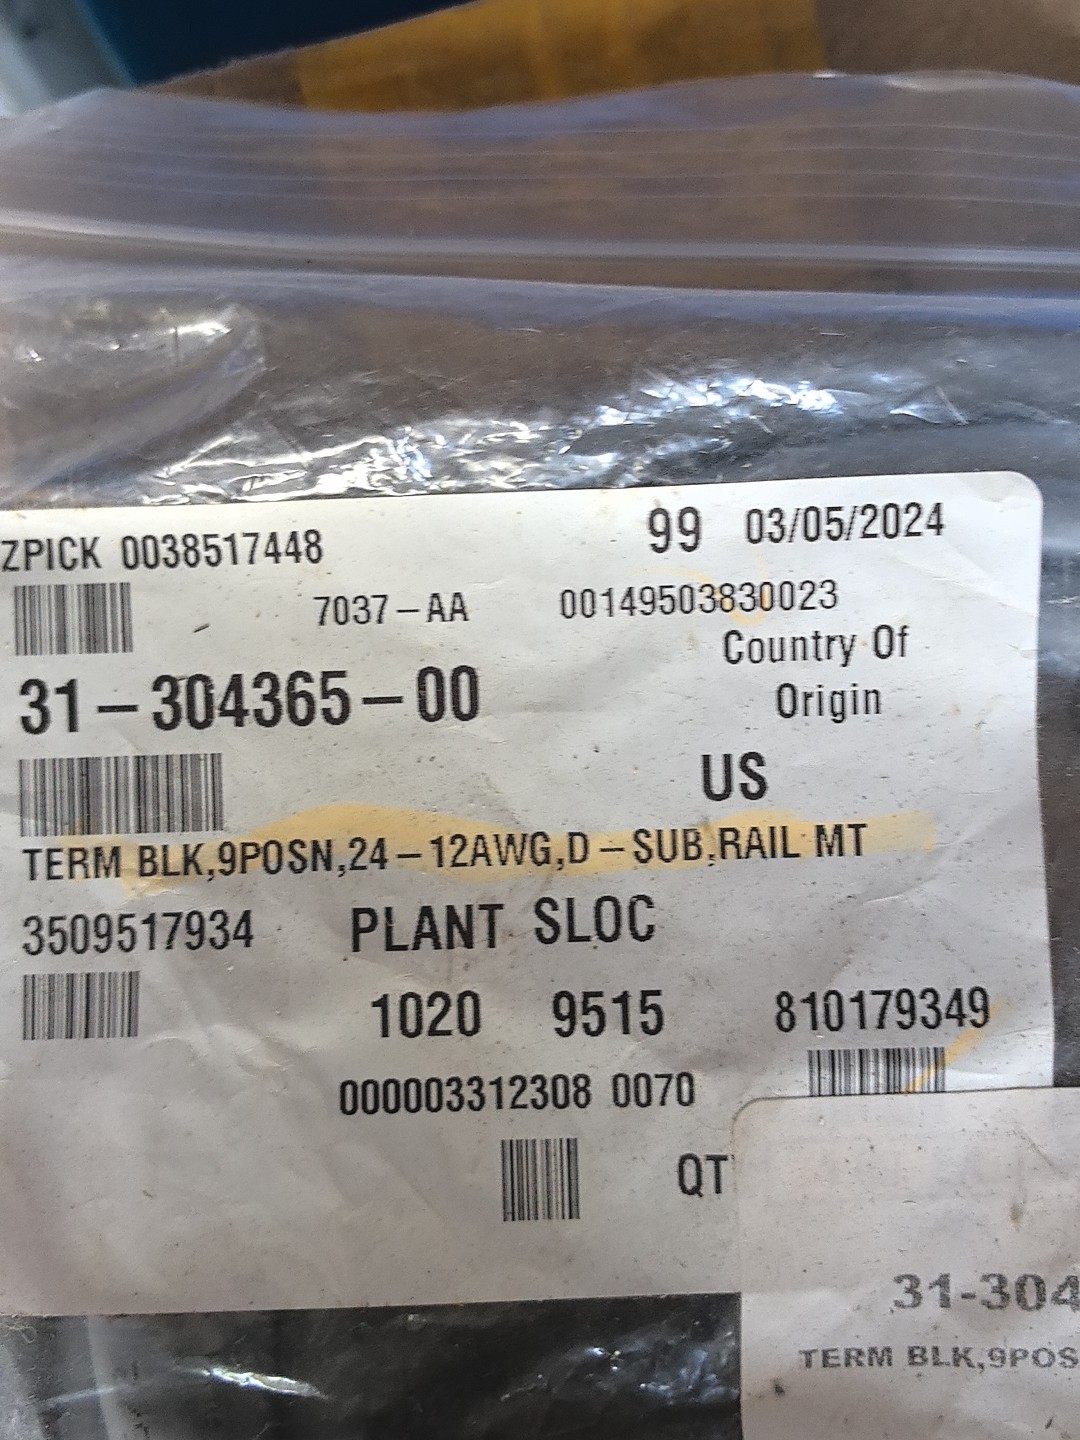 ZPICK 0038517448 99 03/05/2024
7037-AA 00149503830023
Country Of
Origin
31-304365-00
US
TERM BLK,9POSN,24-12AWG,D-SUB,RAIL MT
3509517934 PLANT SLOC
1020 9515 810179349
000003312308 0070
QT
31-304
TERM BLK,9POS